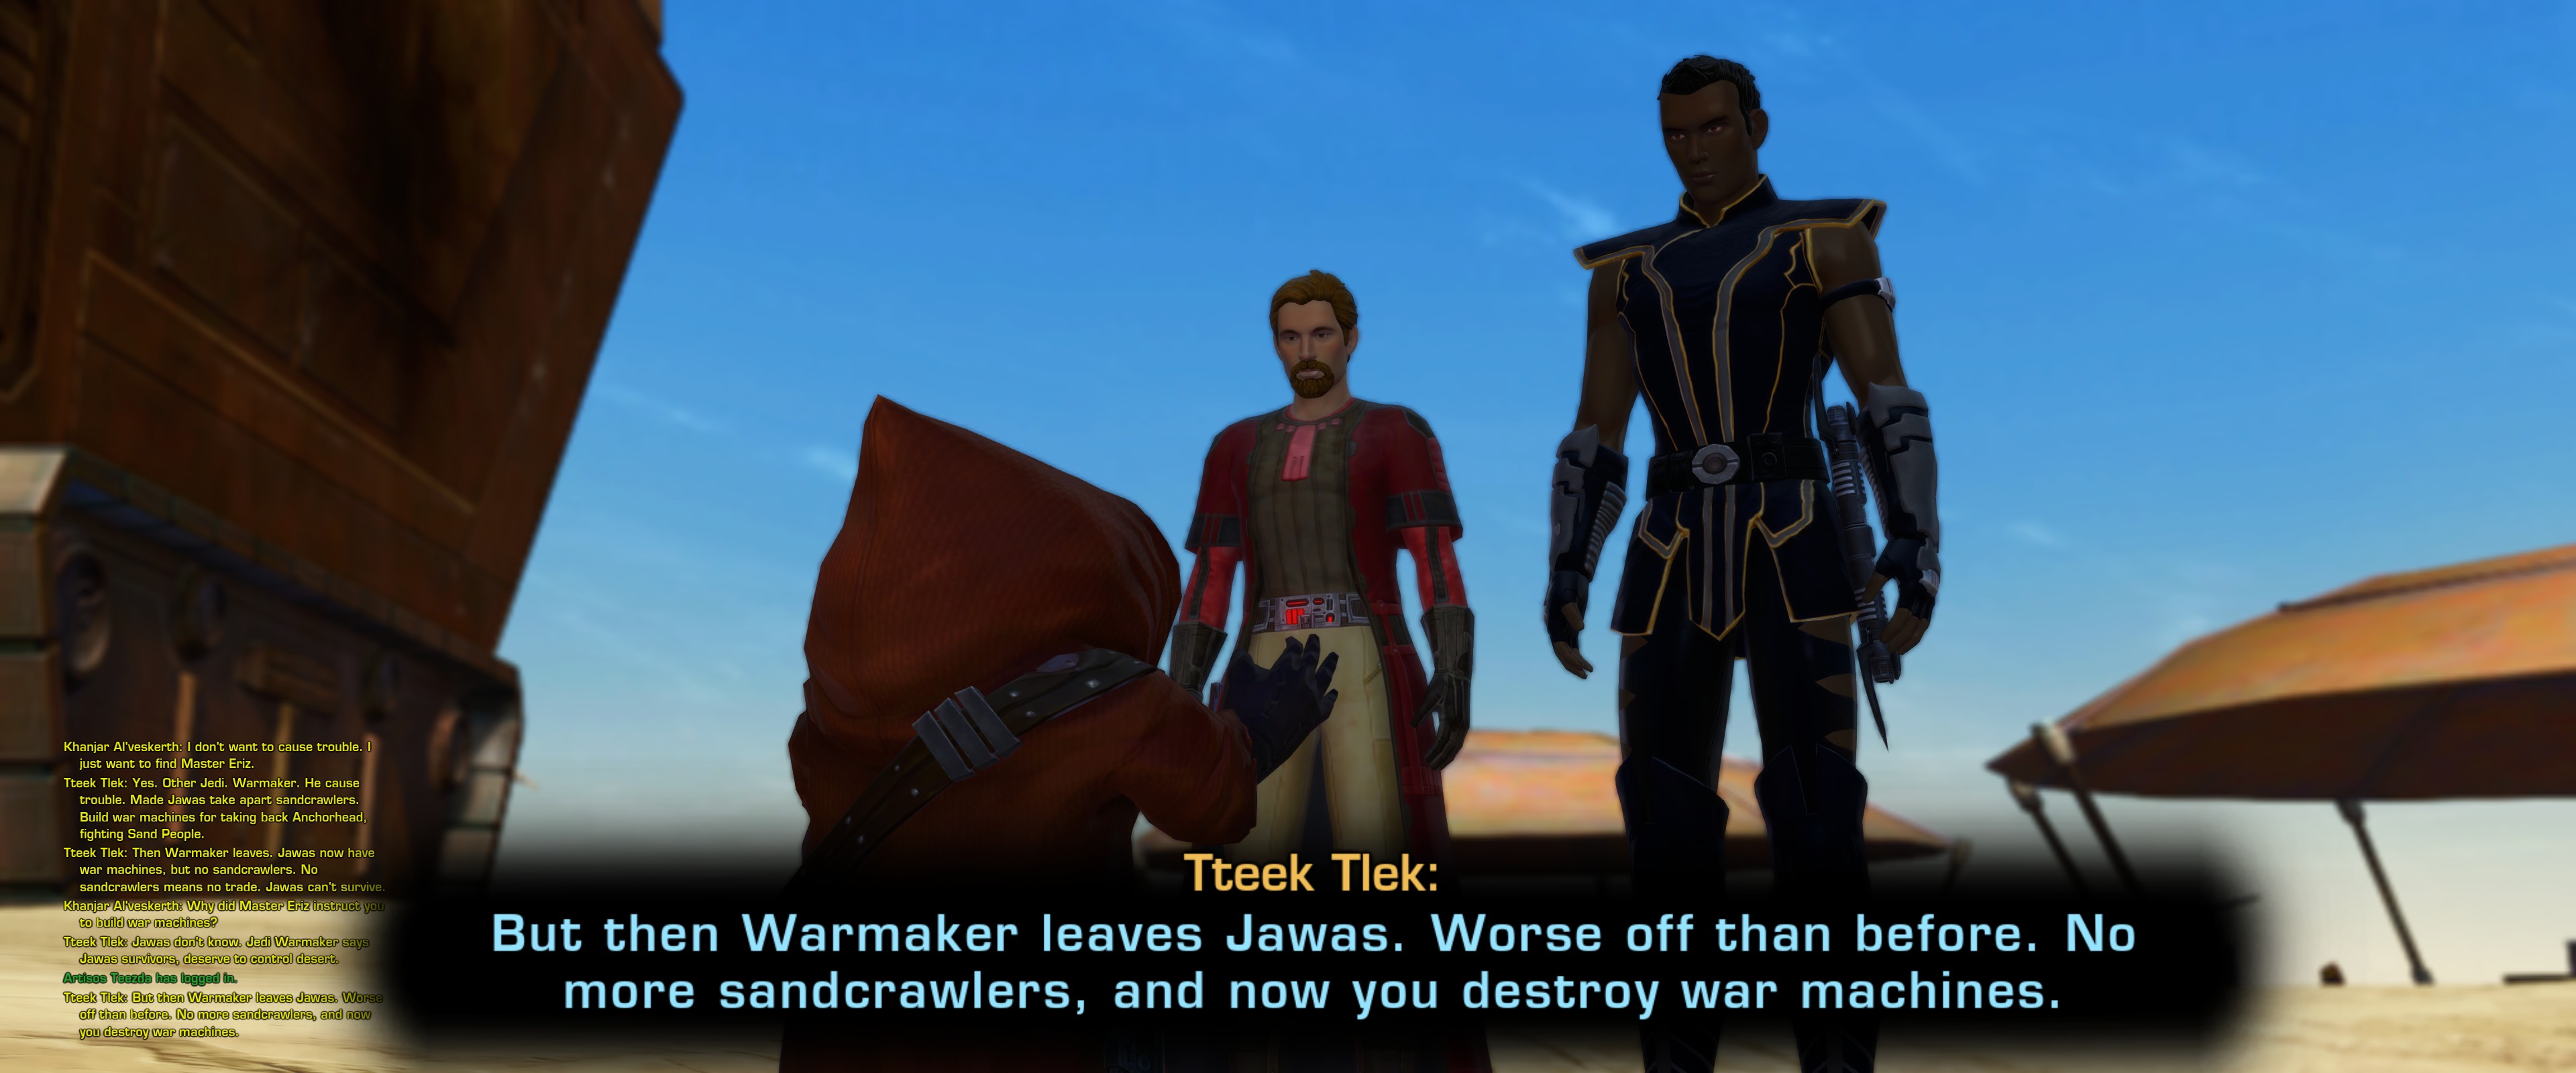 Khanjar Al'veskerth: I don't want to cause trouble. I
just want to find Master Eriz.
Tteek Tlek: Yes. Other Jedi. Warmaker. He cause
trouble. Made Jawas take apart sandcrawlers.
Build war machines for taking back Anchorhead,
fighting Sand People.
Tteek Tlek: Then Warmaker leaves. Jawas now have
war machines, but no sandcrawlers. No
sandcrawlers means no trade. Jawas can't survive.
Khanjar Al'veskerth: Why did Master Eriz instruct you
to build war machines?
Tteek Tlek: Jawas don't know. Jedi Warmaker says
Jawas survivors, deserve to control desert.
Artisos Teezda has logged in.
Tteek Tlek: But then Warmaker leaves Jawas. Worse
off than before. No more sandcrawlers, and now
you destroy war machines.
Tteek Tlek:
But then Warmaker leaves Jawas. Worse off than before. No
more sandcrawlers, and now you destroy war machines.